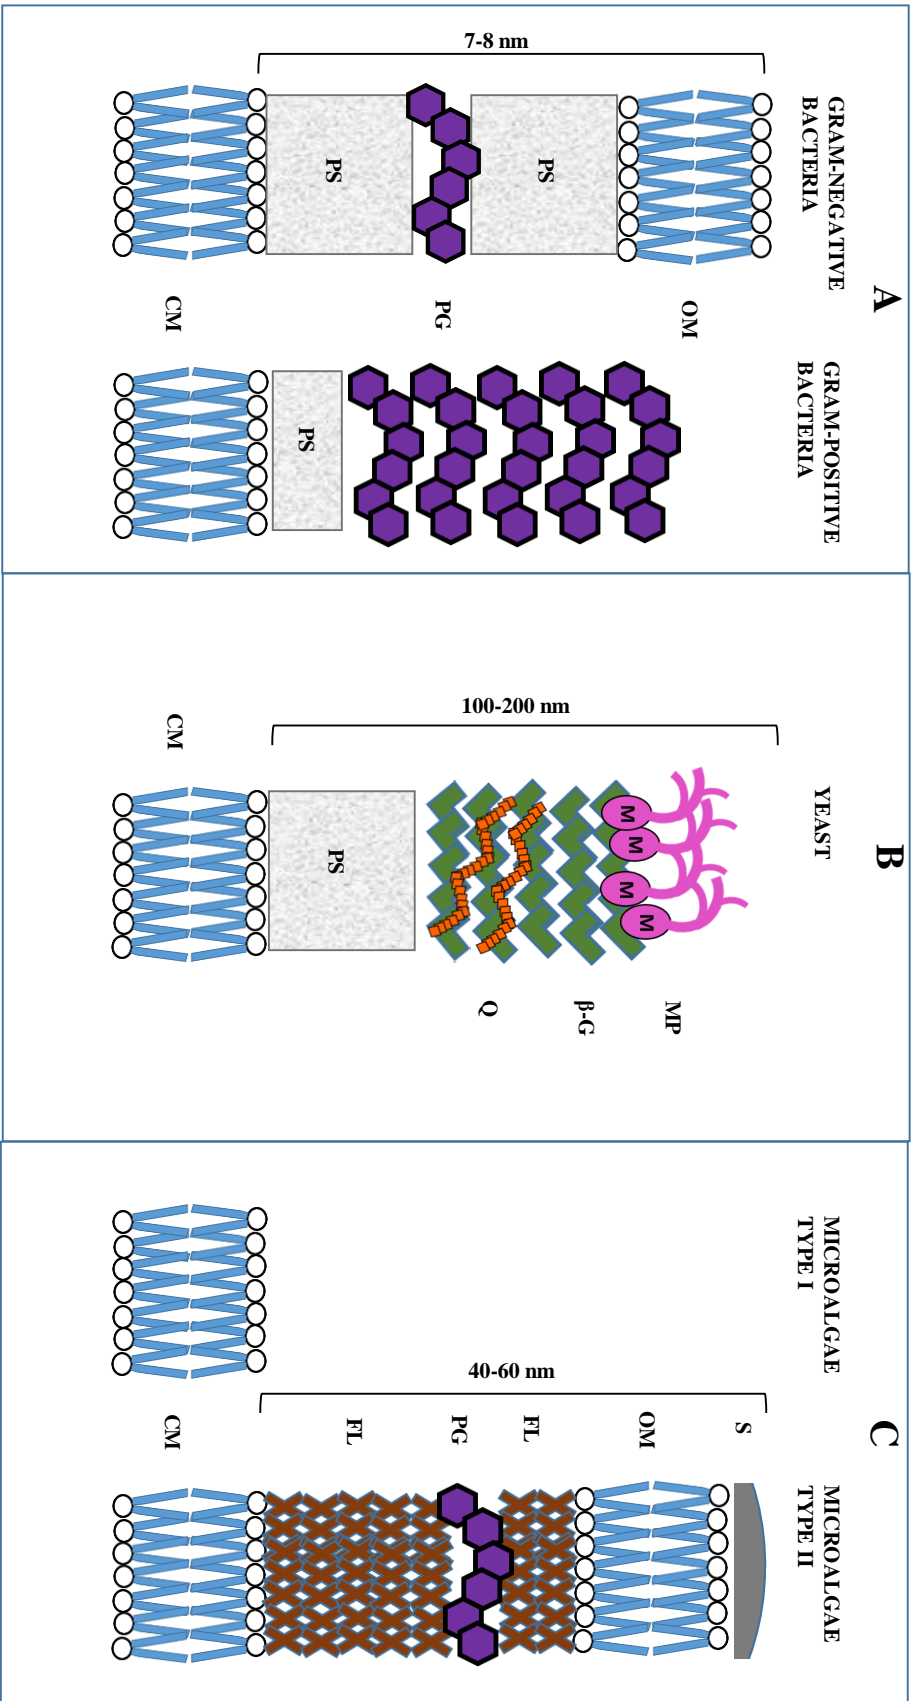 A
GRAM-NEGATIVE
BACTERIA
7-8 nm
OM
PS
PG
PS
CM
GRAM-POSITIVE
BACTERIA
PS
B
YEAST
100-200 nm
M
M
M
M
MP
β-G
Q
PS
CM
C
MICROALGAE
TYPE I
40-60 nm
S
OM
FL
PG
FL
CM
MICROALGAE
TYPE II